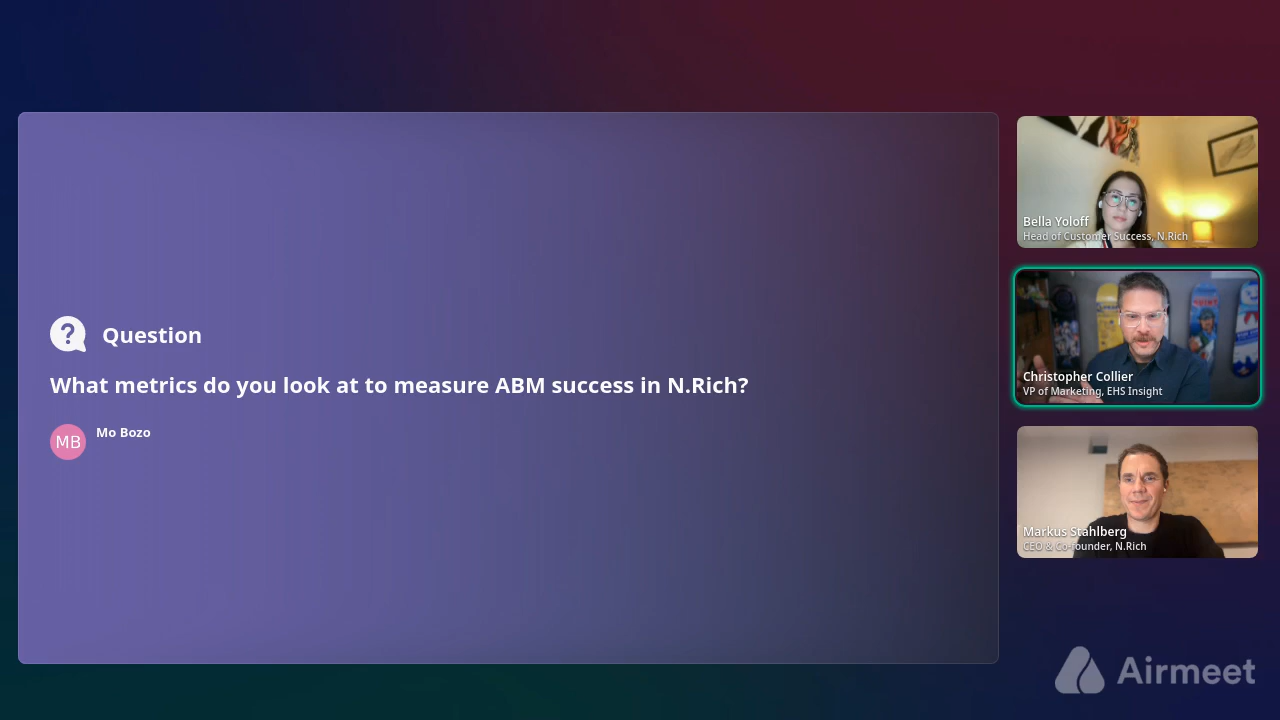 Question
What metrics do you look at to measure ABM success in N.Rich?
MB
Mo Bozo
Bella Yoloff
Head of Customer Success, N.Rich
Christopher Collier
VP of Marketing, EHS Insight
Markus Stahlberg
CEO & Co-founder, N.Rich
Airmeet